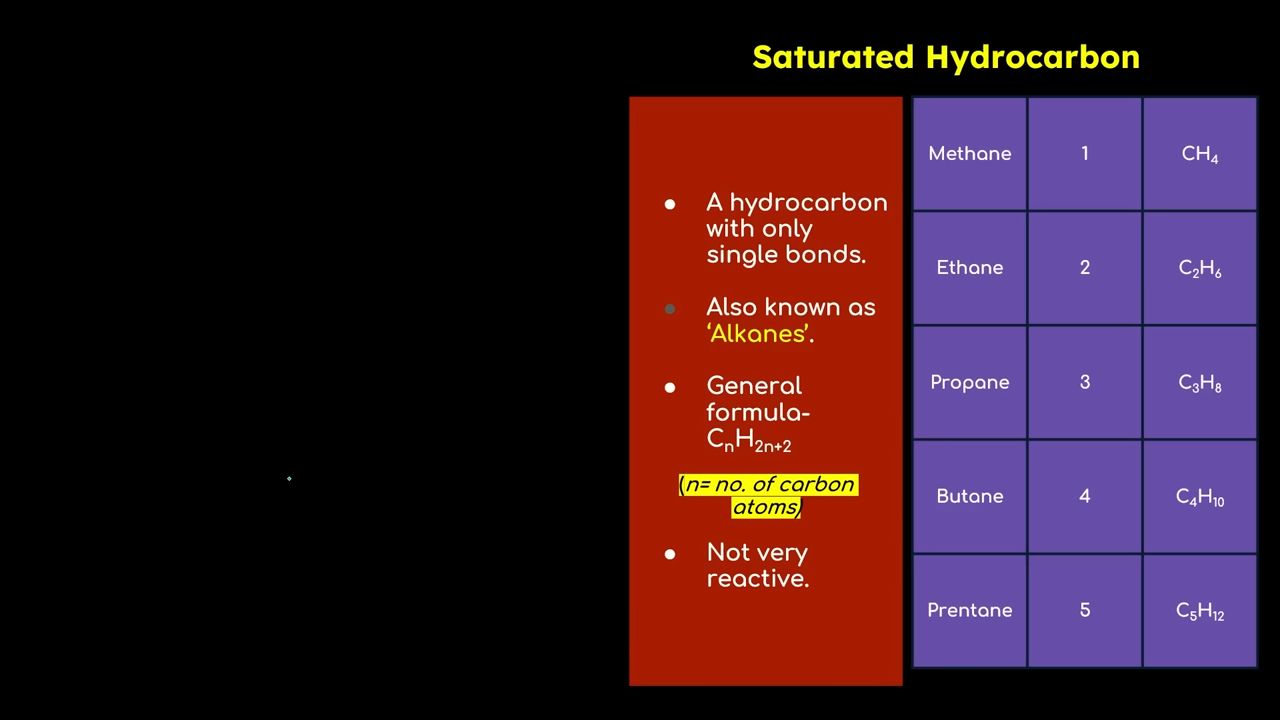 Saturated Hydrocarbon
● A hydrocarbon
with only
single bonds.
● Also known as
‘Alkanes’.
● General
formula-
CₙH₂ₙ₊₂
(n= no. of carbon
atoms)
● Not very
reactive.
Methane 1 CH₄
Ethane 2 C₂H₆
Propane 3 C₃H₈
Butane 4 C₄H₁₀
Prentane 5 C₅H₁₂